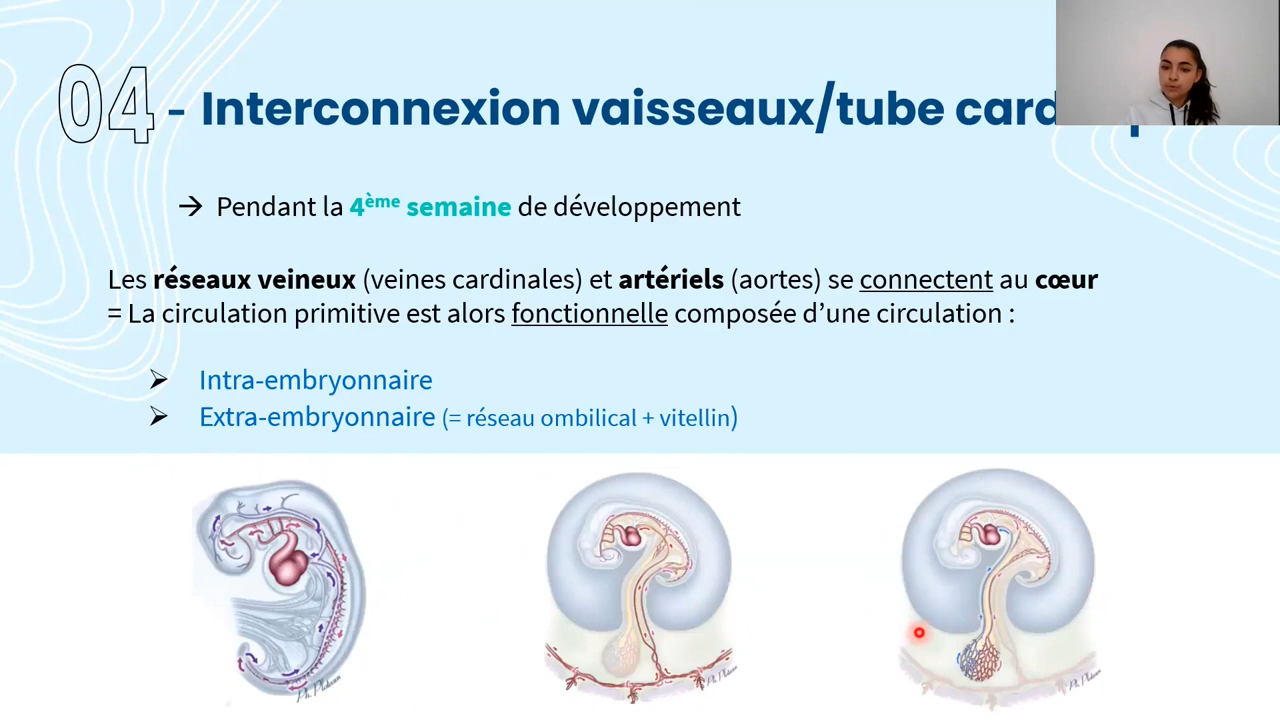 04 - Interconnexion vaisseaux/tube
→ Pendant la 4ème semaine de développement
Les réseaux veineux (veines cardinales) et artériels (aortes) se connectent au cœur
= La circulation primitive est alors fonctionnelle composée d’une circulation :
➢ Intra-embryonnaire
➢ Extra-embryonnaire (= réseau ombilical + vitellin)